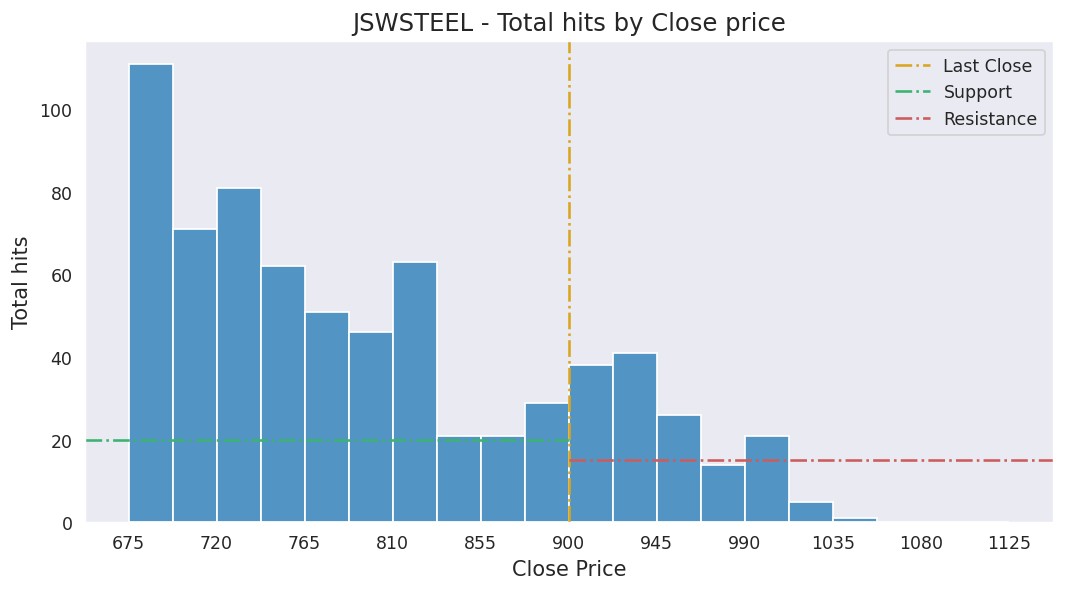 JSWSTEEL - Total hits by Close price
Last Close
Support
Resistance
Total hits
100
80
60
40
20
0
675 720 765 810 855 900 945 990 1035 1080 1125
Close Price